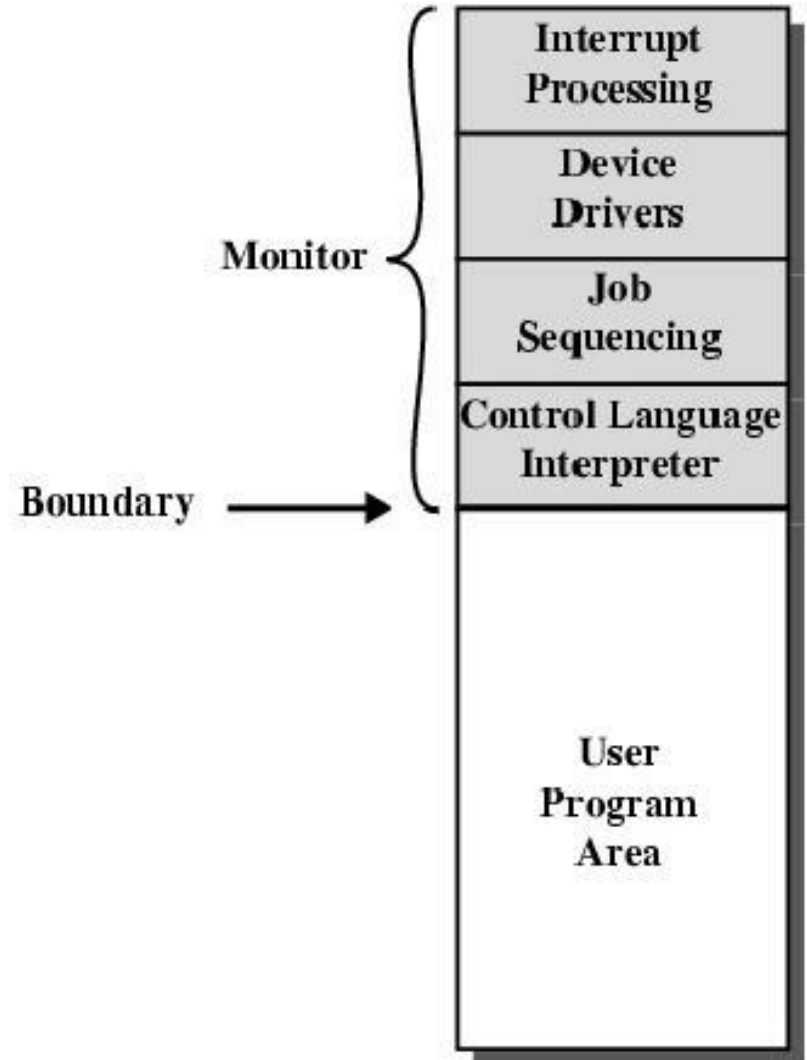 Interrupt
Processing
Device
Drivers
Monitor
Job
Sequencing
Control Language
Interpreter
Boundary
User
Program
Area